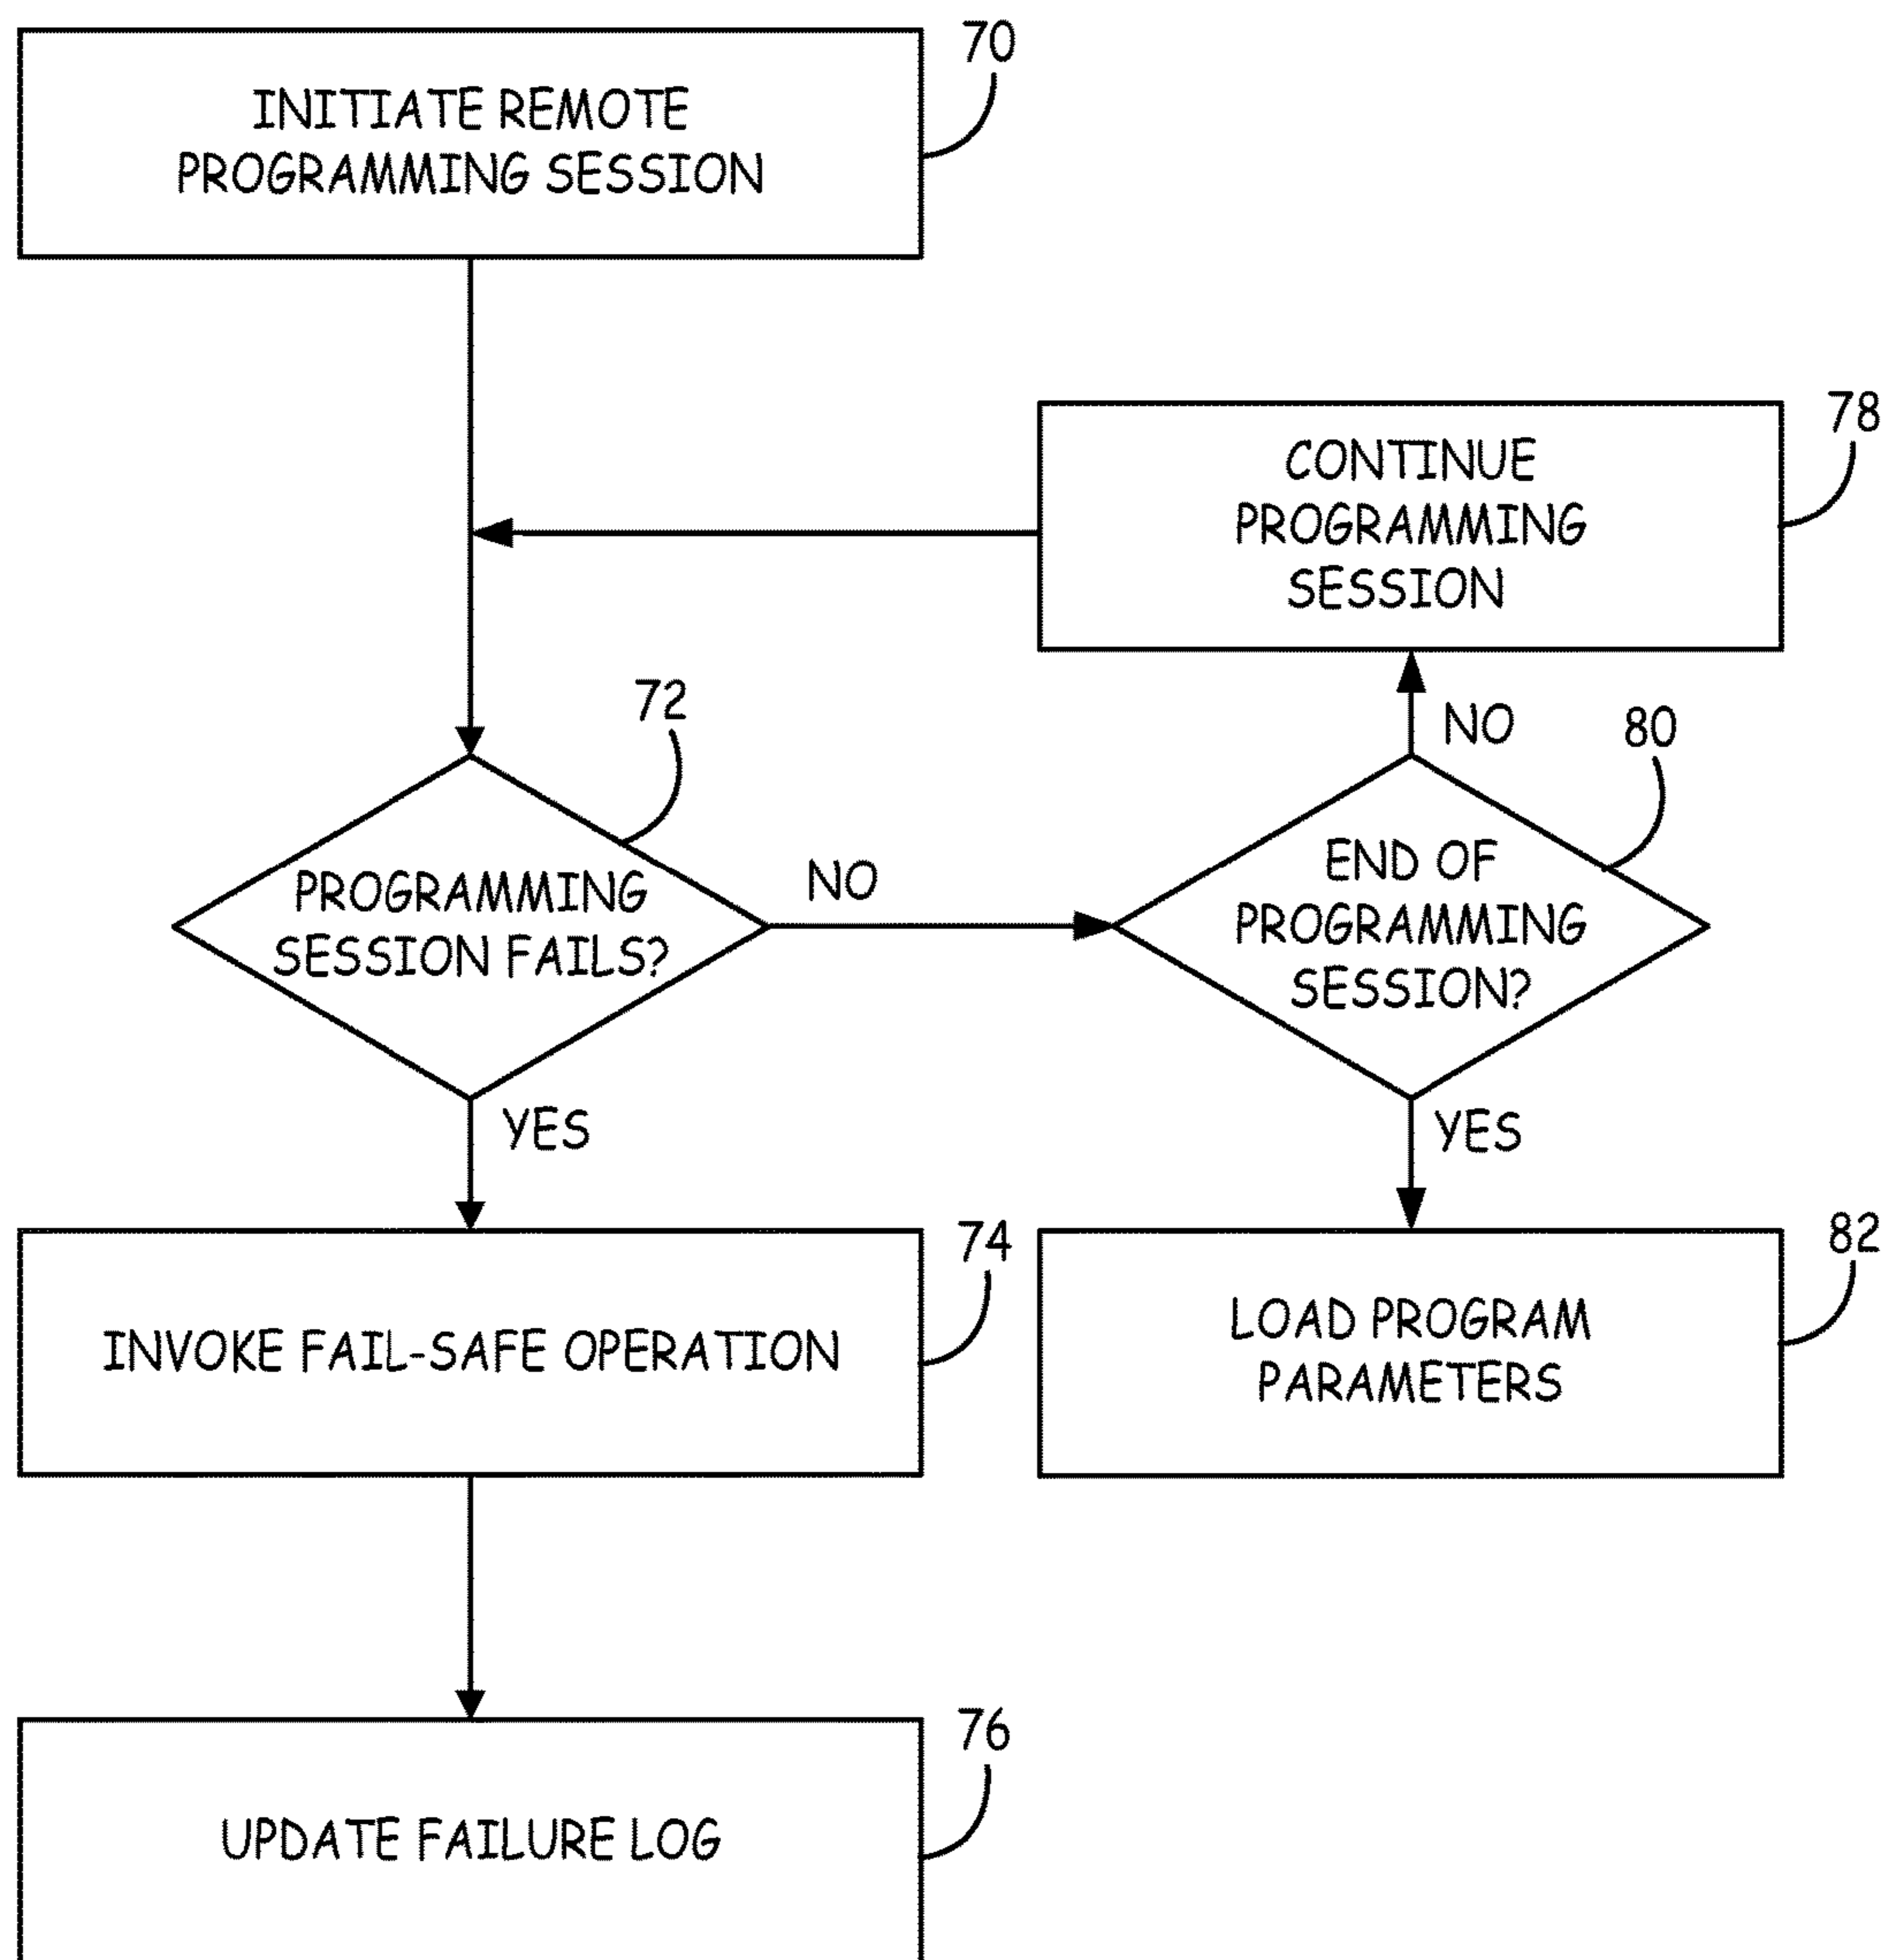 INITIATE REMOTE
PROGRAMMING SESSION
70
CONTINUE
PROGRAMMING
SESSION
78
72
NO
80
PROGRAMMING
SESSION FAILS?
NO
END OF
PROGRAMMING
SESSION?
YES
YES
INVOKE FAIL-SAFE OPERATION
74
LOAD PROGRAM
PARAMETERS
82
UPDATE FAILURE LOG
76